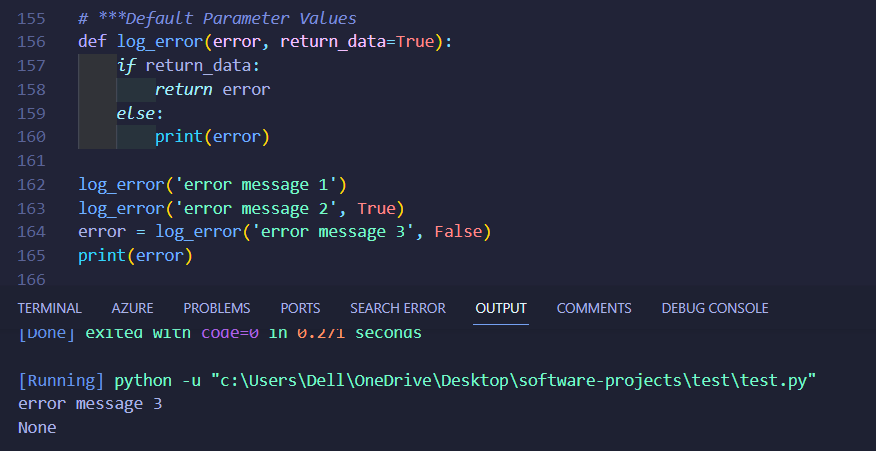 155 # ***Default Parameter Values
156 def log_error(error, return_data=True):
157 if return_data:
158 return error
159 else:
160 print(error)
161
162 log_error('error message 1')
163 log_error('error message 2', True)
164 error = log_error('error message 3', False)
165 print(error)
166
TERMINAL AZURE PROBLEMS PORTS SEARCH ERROR OUTPUT COMMENTS DEBUG CONSOLE
[Done] exited with code=0 in 0.271 seconds
[Running] python -u "c:\Users\Dell\OneDrive\Desktop\software-projects\test\test.py"
error message 3
None